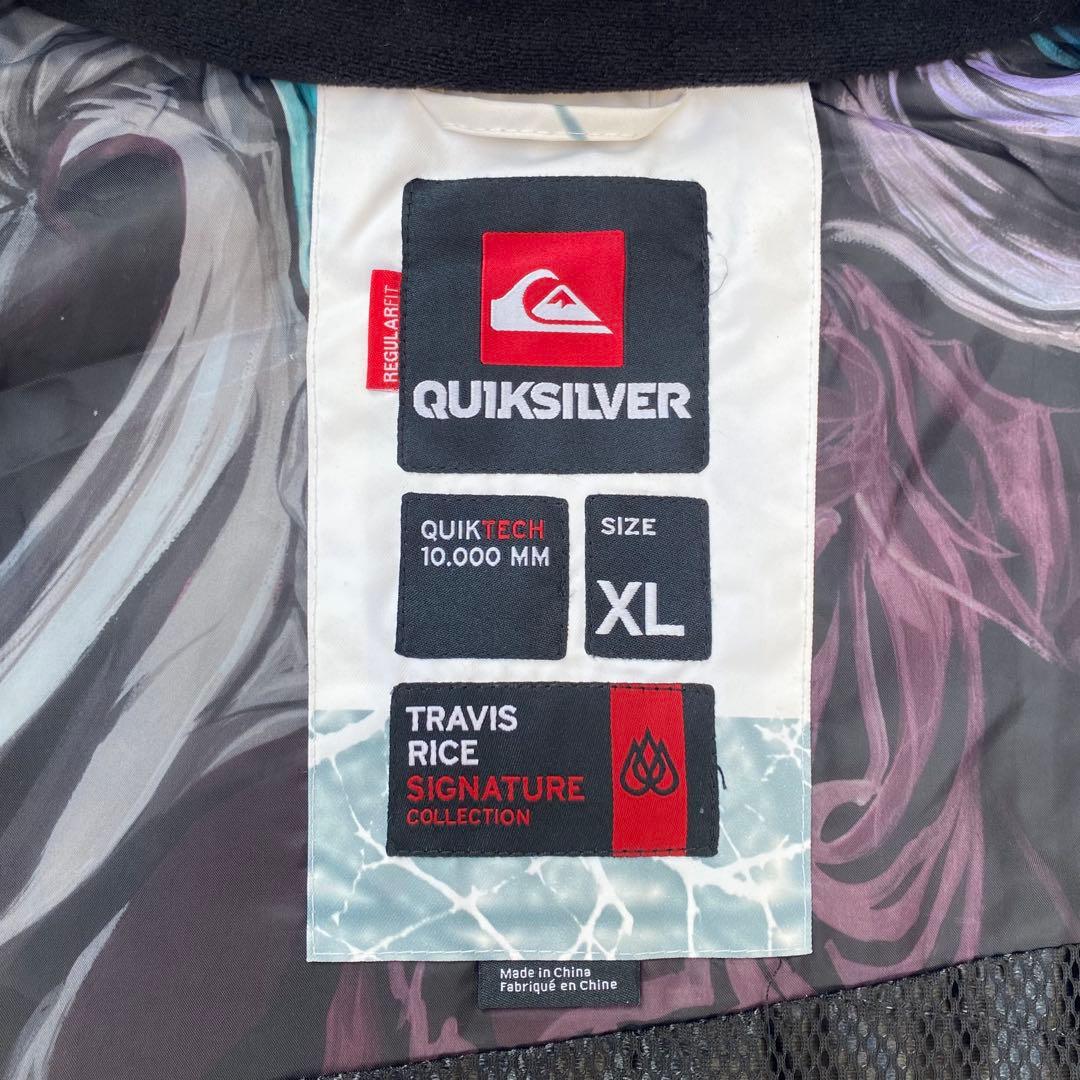 REGULARFIT
QUIKSILVER
QUIKTECH
10.000 MM
SIZE
XL
TRAVIS
RICE
SIGNATURE
COLLECTION
Made in China
Fabriqué en Chine